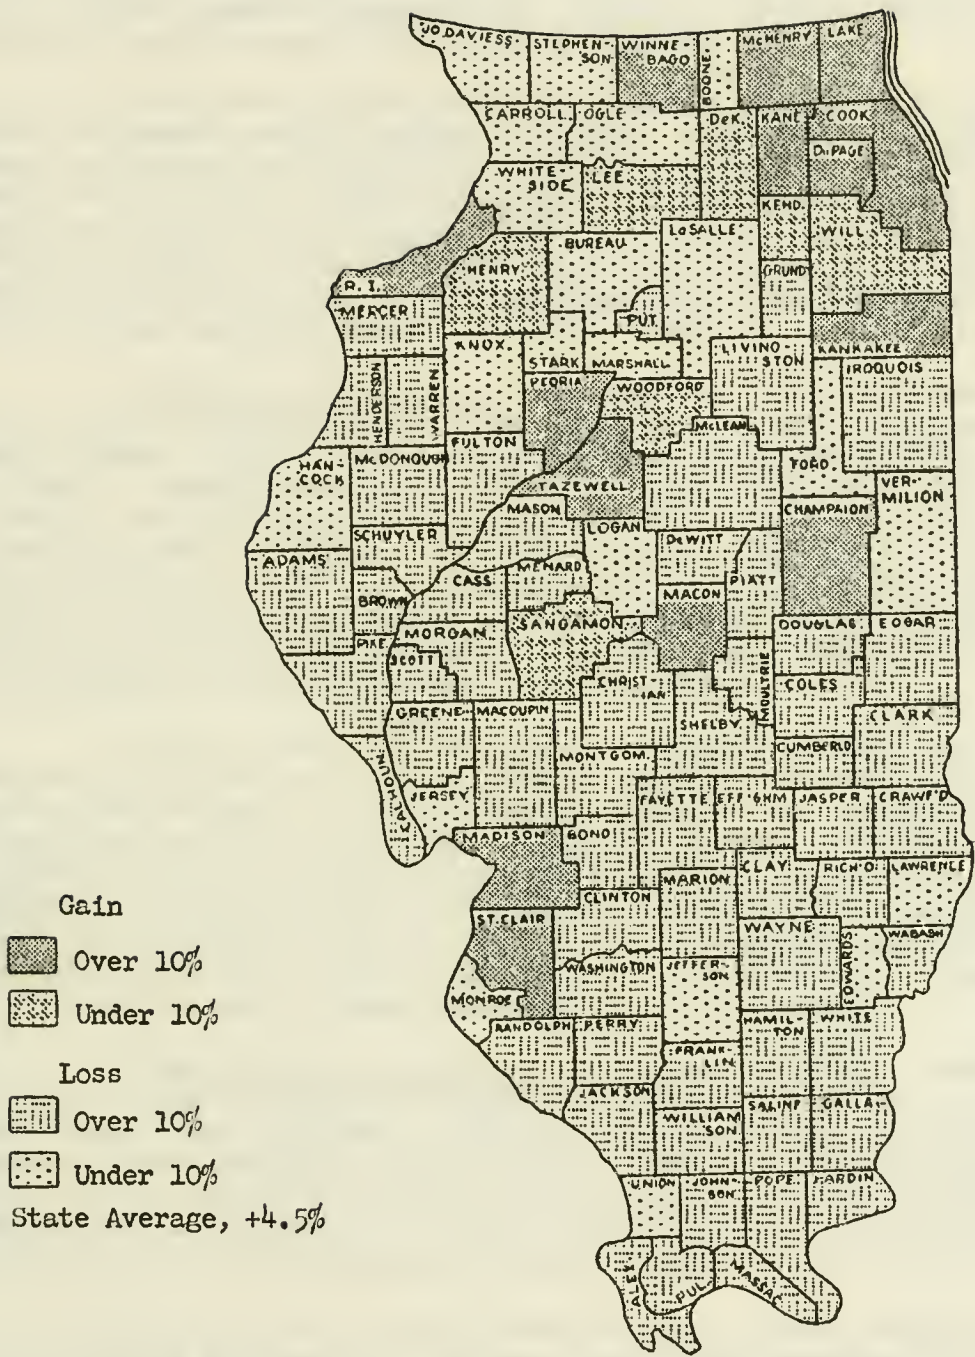 JO DAVIESS
STEPHEN-
SON
WINNE-
BAGO
BOONE
McHENRY
LAKE
CARROLL
OGLE
DeK.
KANE
COOK
DuPAGE
WHITE
SIDE
LEE
KEND.
WILL
R. I.
HENRY
BUREAU
LaSALLE
GRUND
MERCER
PUT
KANKAKEE
KNOX
STARK
MARSHALL
LIVING
STON
HENDERSON
WARREN
PEORIA
WOODFORD
IROQUOIS
McLEAN
FULTON
HAN-
COCK
McDONOUGH
TAZEWELL
FORD
VER-
MILION
MASON
LOGAN
CHAMPAIGN
SCHUYLER
DeWITT
ADAMS
BROWN
CASS
MENARD
MACON
PIATT
PIKE
SCOTT
MORGAN
SANGAMON
DOUGLAS
EDGAR
CHRIST
IAN
MOULTRIE
COLES
GREENE
MACOUPIN
SHELBY
CLARK
CUMBERLD
CALHOUN
JERSEY
MONTGOM.
FAYETTE
EFF'GHM
JASPER
CRAWF'D
MADISON
BOND
MARION
CLAY
RICH'D
LAWRENCE
CLINTON
ST. CLAIR
WAYNE
EDWARDS
WABASH
MONROE
WASHINGTON
JEFFER-
SON
RANDOLPH
PERRY
HAMIL-
TON
WHITE
FRANK-
LIN
JACKSON
WILLIAM
SON
SALINE
GALLA.
UNION
JOHN-
SON
POPE
HARDIN
ALEX
PUL.
MASSAC
Gain
Over 10%
Under 10%
Loss
Over 10%
Under 10%
State Average, +4.5%